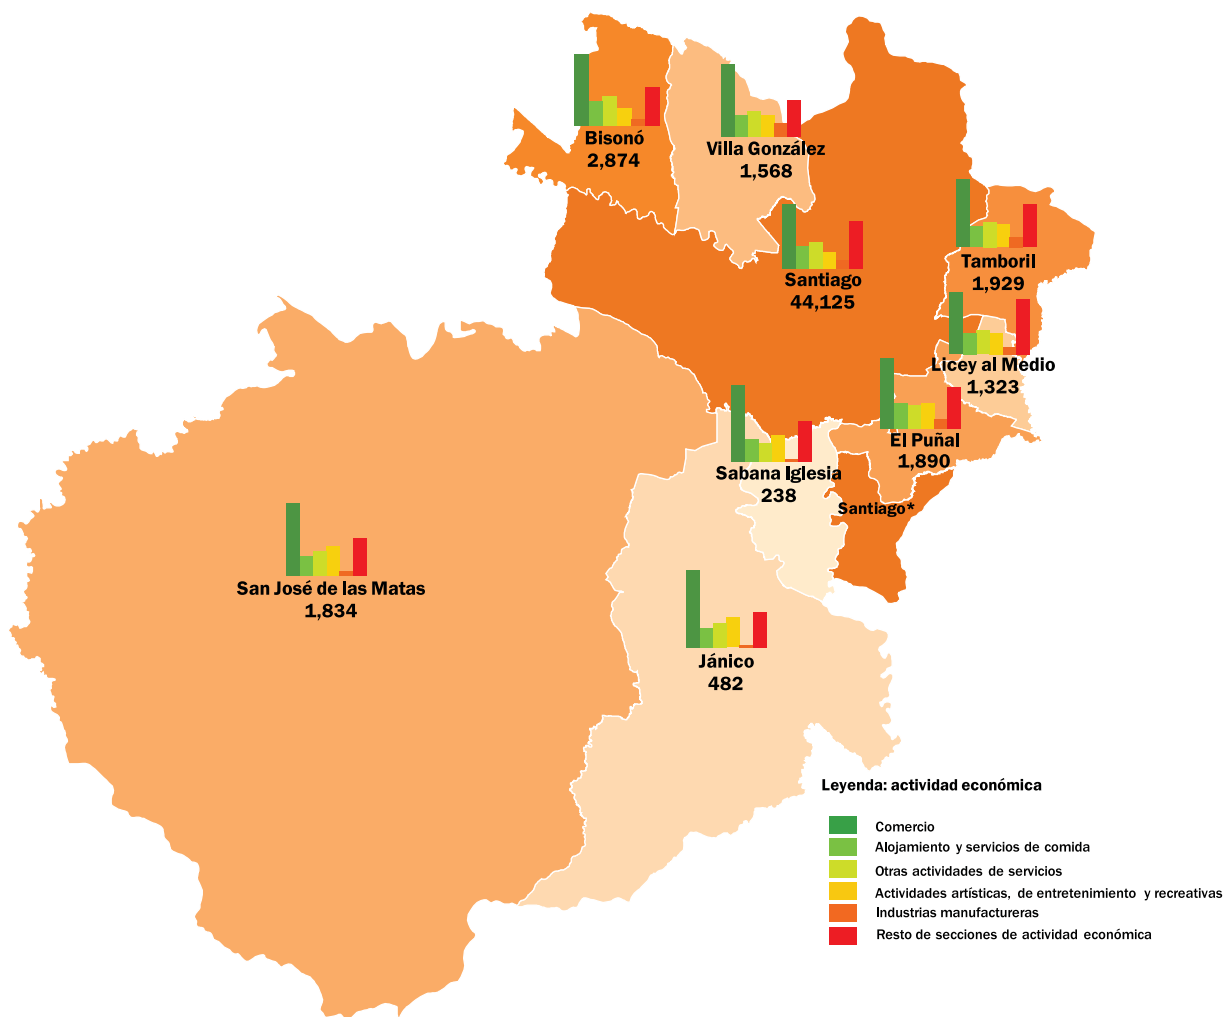 Bisonó
2,874
Villa González
1,568
Santiago
44,125
Tamboril
1,929
Licey al Medio
1,323
El Puñal
1,890
Sabana Iglesia
238
Santiago*
San José de las Matas
1,834
Jánico
482
Leyenda: actividad económica
Comercio
Alojamiento y servicios de comida
Otras actividades de servicios
Actividades artísticas, de entretenimiento y recreativas
Industrias manufactureras
Resto de secciones de actividad económica